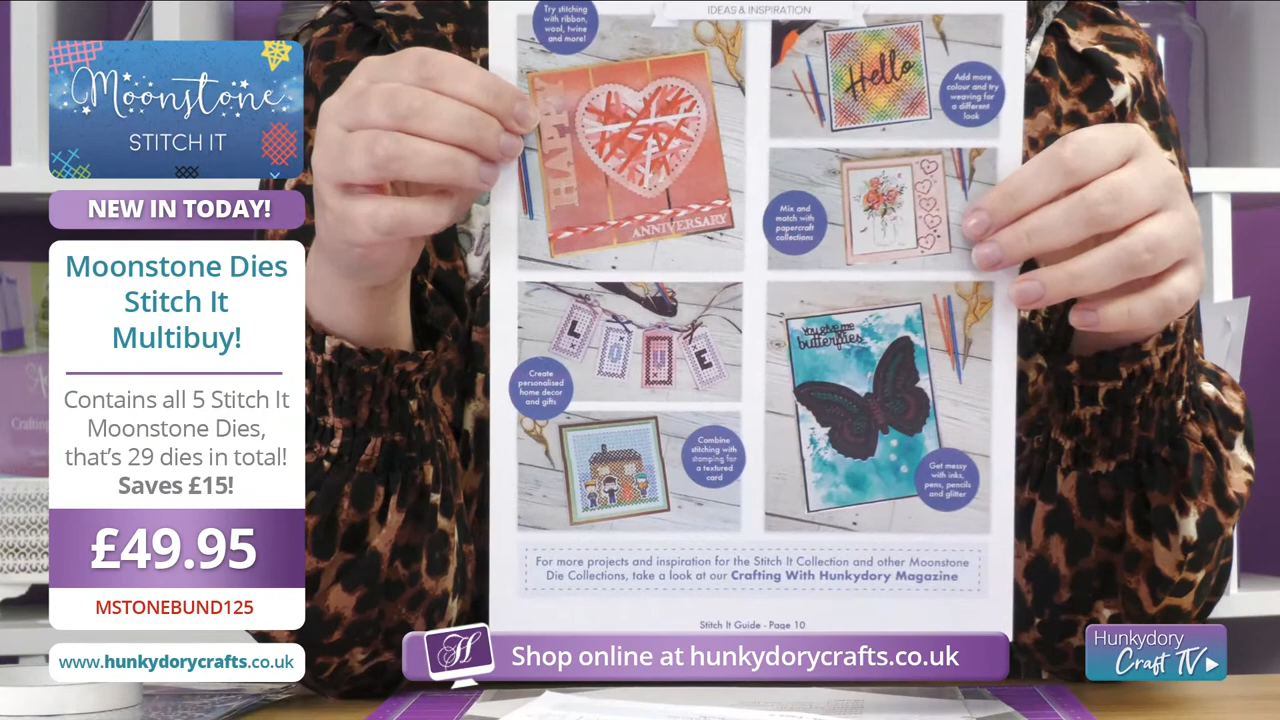 Moonstone
STITCH IT
NEW IN TODAY!
Moonstone Dies
Stitch It
Multibuy!
Contains all 5 Stitch It
Moonstone Dies,
that's 29 dies in total!
Saves £15!
£49.95
MSTONEBUND125
www.hunkydorycrafts.co.uk
IDEAS & INSPIRATION
Try stitching
with ribbon,
wool, twine
and more!
HAPPY
ANNIVERSARY
Hello
Add more
colour and try
weaving for
a different
look
Mix and
match with
papercraft
collections
LOVE
Create
personalised
home decor
and gifts
you give me
butterflies
Combine
stitching with
stamping for
a textured
card
Get messy
with inks,
pens, pencils
and glitter
For more projects and inspiration for the Stitch It Collection and other Moonstone
Die Collections, take a look at our Crafting With Hunkydory Magazine
Stitch It Guide - Page 10
H
Shop online at hunkydorycrafts.co.uk
Hunkydory
Craft TV
Crafting